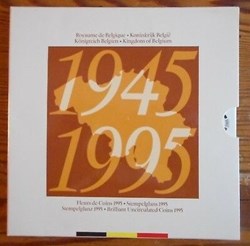 Royaume de Belgique • Koninkrijk België
Königreich Belgien • Kingdom of Belgium
1945
1995
Fleurs de Coins 1995 • Stempelglans 1995
Stempelglanz 1995 • Brilliant Uncirculated Coins 1995